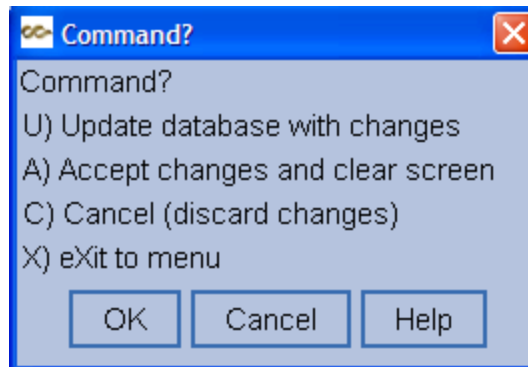 Command?
Command?
U) Update database with changes
A) Accept changes and clear screen
C) Cancel (discard changes)
X) eXit to menu
OK Cancel Help